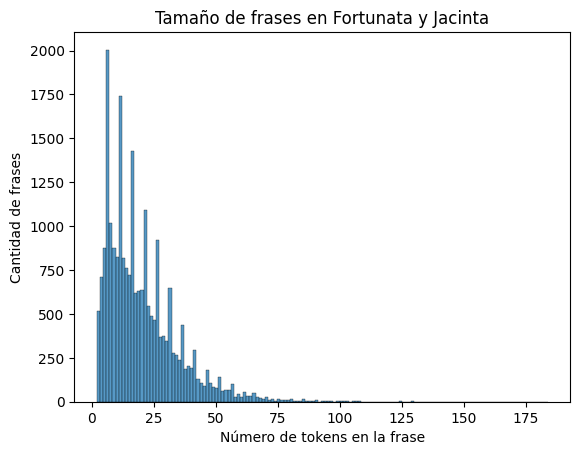 Tamaño de frases en Fortunata y Jacinta
Cantidad de frases
2000
1750
1500
1250
1000
750
500
250
0
0 25 50 75 100 125 150 175
Número de tokens en la frase